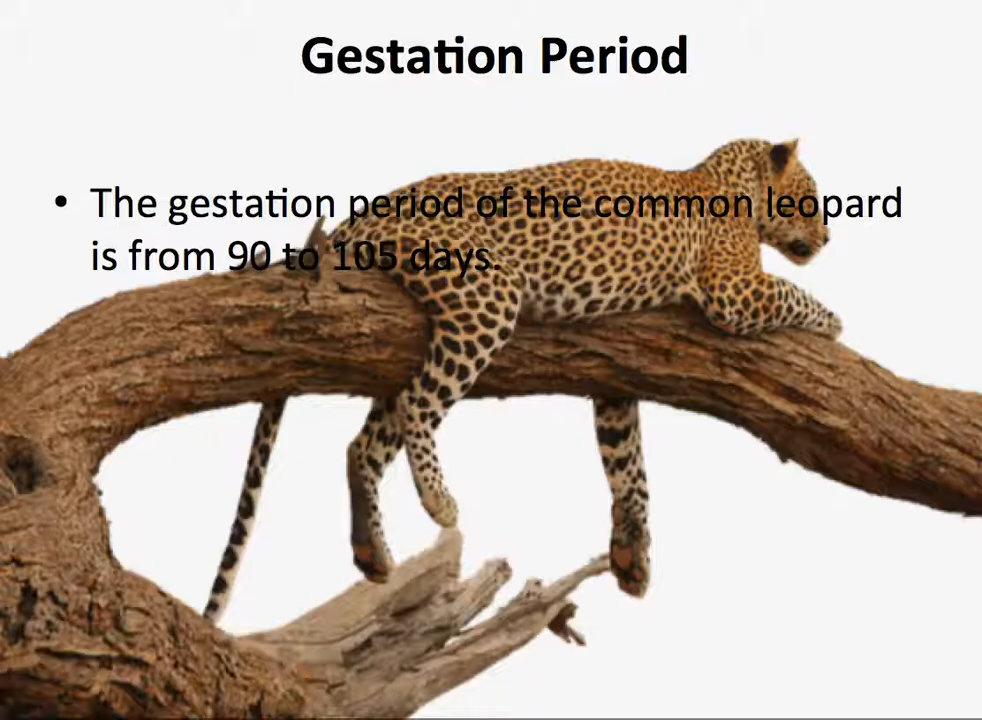 Gestation Period
• The gestation period of the common leopard
is from 90 to 105 days.